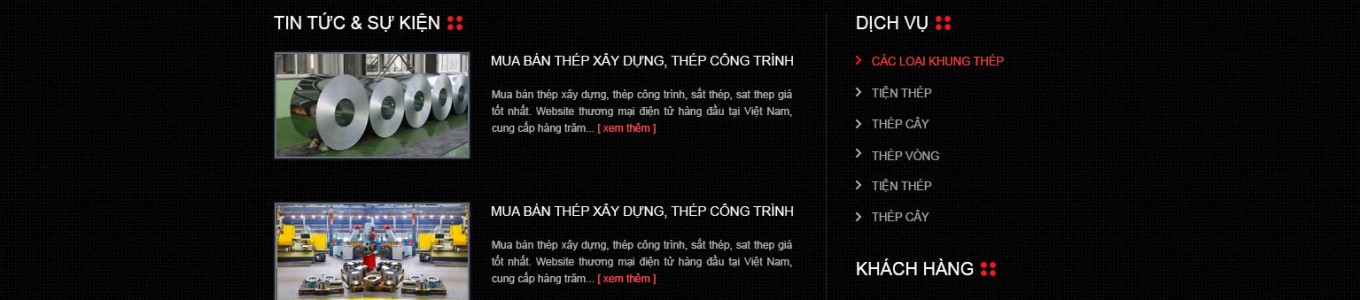 TIN TỨC & SỰ KIỆN
MUA BÁN THÉP XÂY DỰNG, THÉP CÔNG TRÌNH
Mua bán thép xây dựng, thép công trình, sắt thép, sat thep giá
tốt nhất. Website thương mại điện tử hàng đầu tại Việt Nam,
cung cấp hàng trăm... [ xem thêm ]
MUA BÁN THÉP XÂY DỰNG, THÉP CÔNG TRÌNH
Mua bán thép xây dựng, thép công trình, sắt thép, sat thep giá
tốt nhất. Website thương mại điện tử hàng đầu tại Việt Nam,
cung cấp hàng trăm... [ xem thêm ]
DỊCH VỤ
CÁC LOẠI KHUNG THÉP
TIỆN THÉP
THÉP CÂY
THÉP VÒNG
TIỆN THÉP
THÉP CÂY
KHÁCH HÀNG